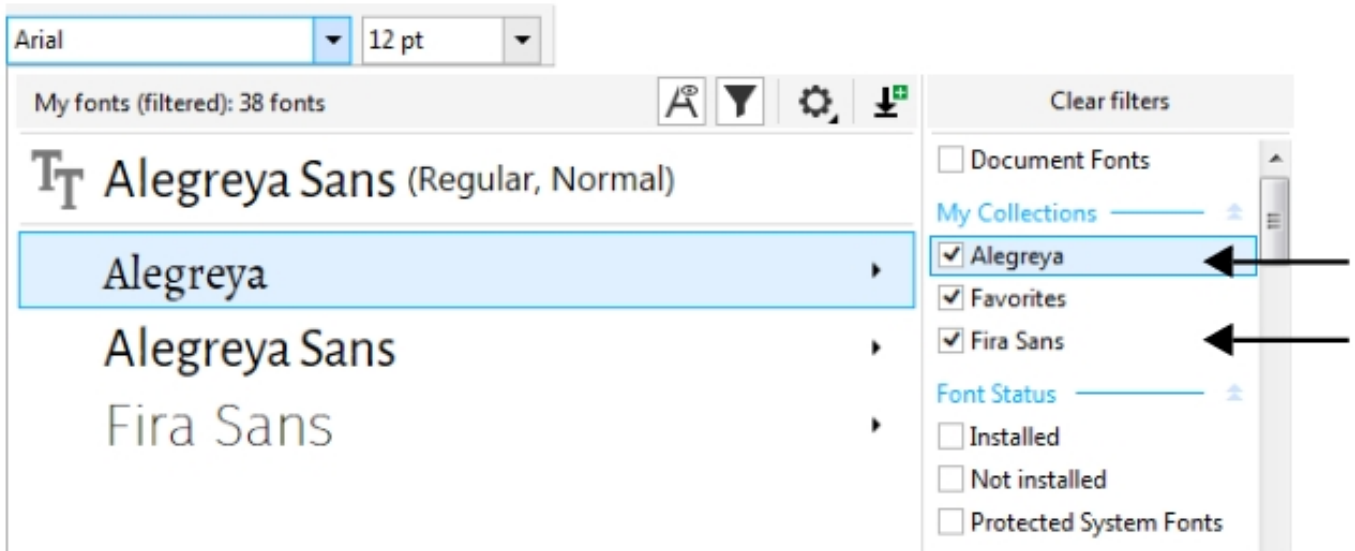 Arial
12 pt
My fonts (filtered): 38 fonts
Clear filters
Alegreya Sans (Regular, Normal)
Alegreya
Alegreya Sans
Fira Sans
Document Fonts
My Collections
Alegreya
Favorites
Fira Sans
Font Status
Installed
Not installed
Protected System Fonts